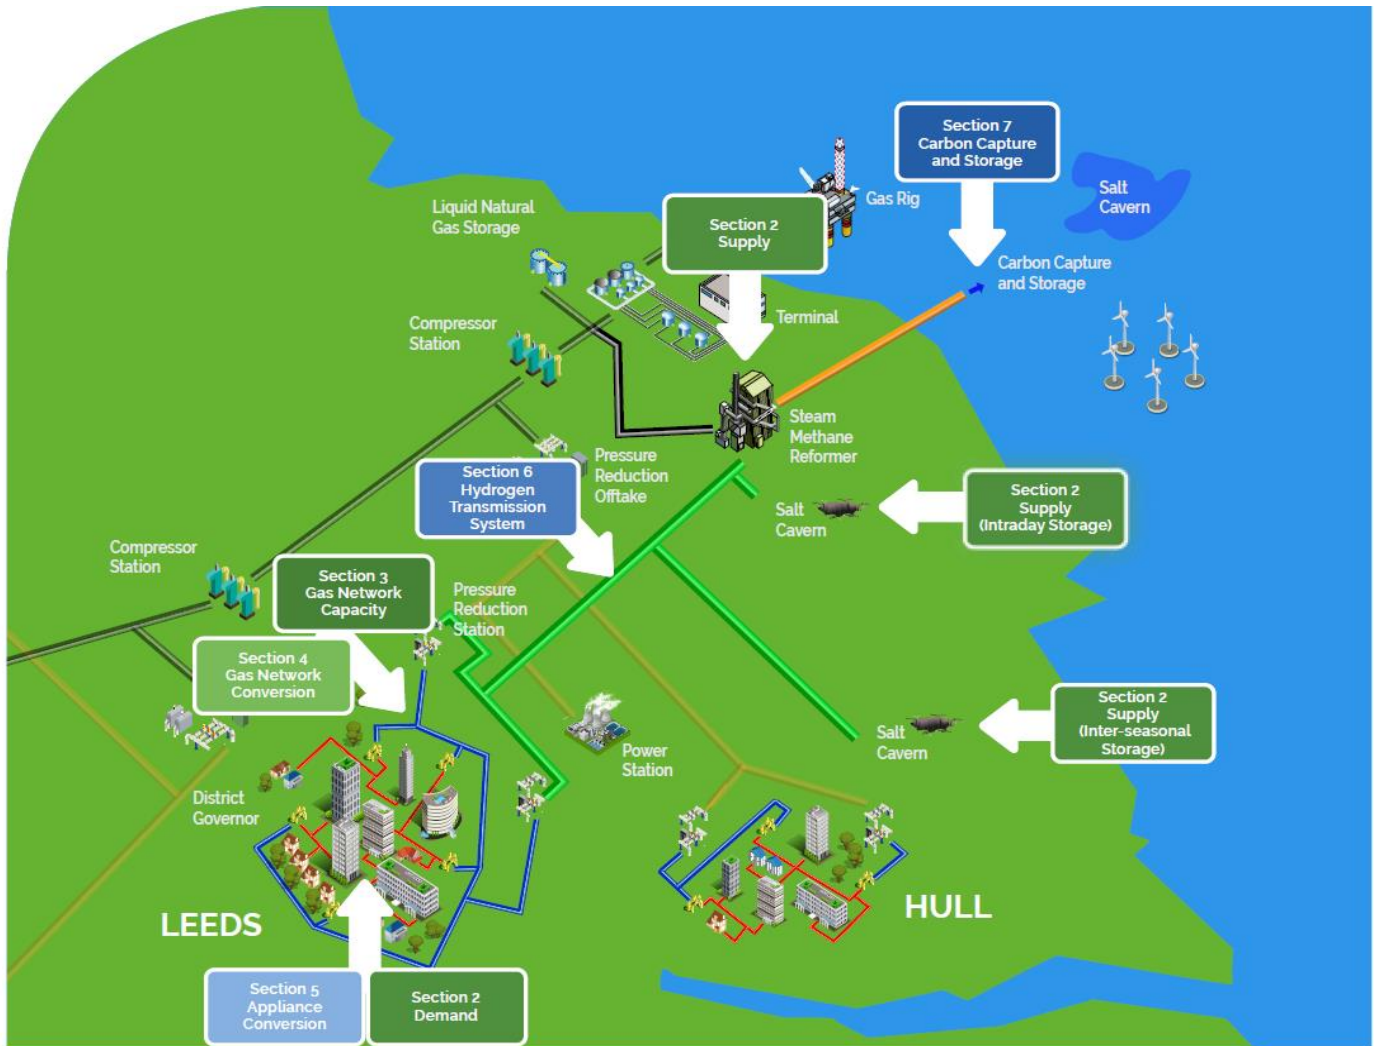 Section 7
Carbon Capture
and Storage
Salt
Cavern
Gas Rig
Liquid Natural
Gas Storage
Section 2
Supply
Carbon Capture
and Storage
Terminal
Compressor
Station
Steam
Methane
Reformer
Pressure
Reduction
Offtake
Section 6
Hydrogen
Transmission
System
Salt
Cavern
Section 2
Supply
(Intraday Storage)
Compressor
Station
Section 3
Gas Network
Capacity
Pressure
Reduction
Station
Section 4
Gas Network
Conversion
Power
Station
Salt
Cavern
Section 2
Supply
(Inter-seasonal
Storage)
District
Governor
LEEDS
HULL
Section 5
Appliance
Conversion
Section 2
Demand